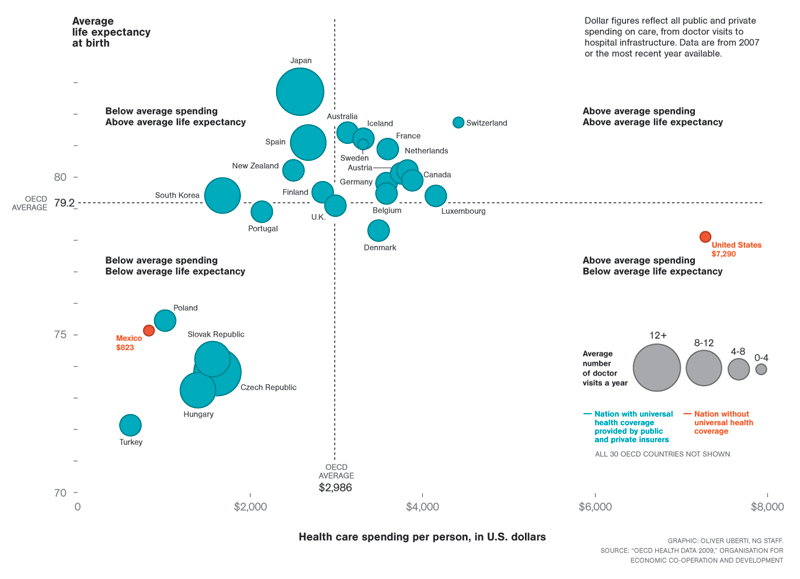 Average
life expectancy
at birth
Dollar figures reflect all public and private
spending on care, from doctor visits to
hospital infrastructure. Data are from 2007
or the most recent year available.
Japan
Below average spending
Above average life expectancy
Above average spending
Above average life expectancy
Australia
Iceland
Switzerland
Spain
France
Sweden
Netherlands
New Zealand
Austria
Canada
80
Germany
South Korea
Finland
OECD
AVERAGE
79.2
U.K.
Belgium
Luxembourg
Portugal
Denmark
United States
$7,290
Below average spending
Below average life expectancy
Above average spending
Below average life expectancy
Poland
75
Mexico
$823
Slovak Republic
12+
8-12
4-8
0-4
Average
number
of doctor
visits a year
Czech Republic
Hungary
Turkey
Nation with universal
health coverage
provided by public
and private insurers
Nation without
universal health
coverage
ALL 30 OECD COUNTRIES NOT SHOWN
OECD
AVERAGE
$2,986
70
0
$2,000
$4,000
$6,000
$8,000
Health care spending per person, in U.S. dollars
GRAPHIC: OLIVER UBERTI, NG STAFF.
SOURCE: "OECD HEALTH DATA 2009," ORGANISATION FOR
ECONOMIC CO-OPERATION AND DEVELOPMENT